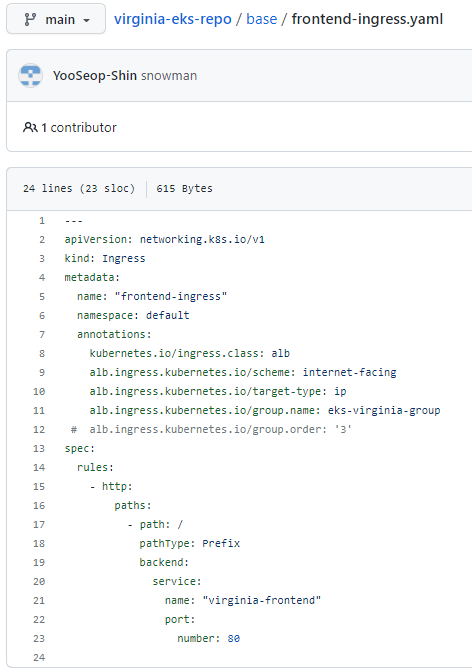 main virginia-eks-repo / base / frontend-ingress.yaml
YooSeop-Shin snowman
1 contributor
24 lines (23 sloc) 615 Bytes
1 ---
2 apiVersion: networking.k8s.io/v1
3 kind: Ingress
4 metadata:
5   name: "frontend-ingress"
6   namespace: default
7   annotations:
8     kubernetes.io/ingress.class: alb
9     alb.ingress.kubernetes.io/scheme: internet-facing
10     alb.ingress.kubernetes.io/target-type: ip
11     alb.ingress.kubernetes.io/group.name: eks-virginia-group
12  #  alb.ingress.kubernetes.io/group.order: '3'
13 spec:
14   rules:
15     - http:
16         paths:
17           - path: /
18             pathType: Prefix
19             backend:
20               service:
21                 name: "virginia-frontend"
22                 port:
23                   number: 80
24